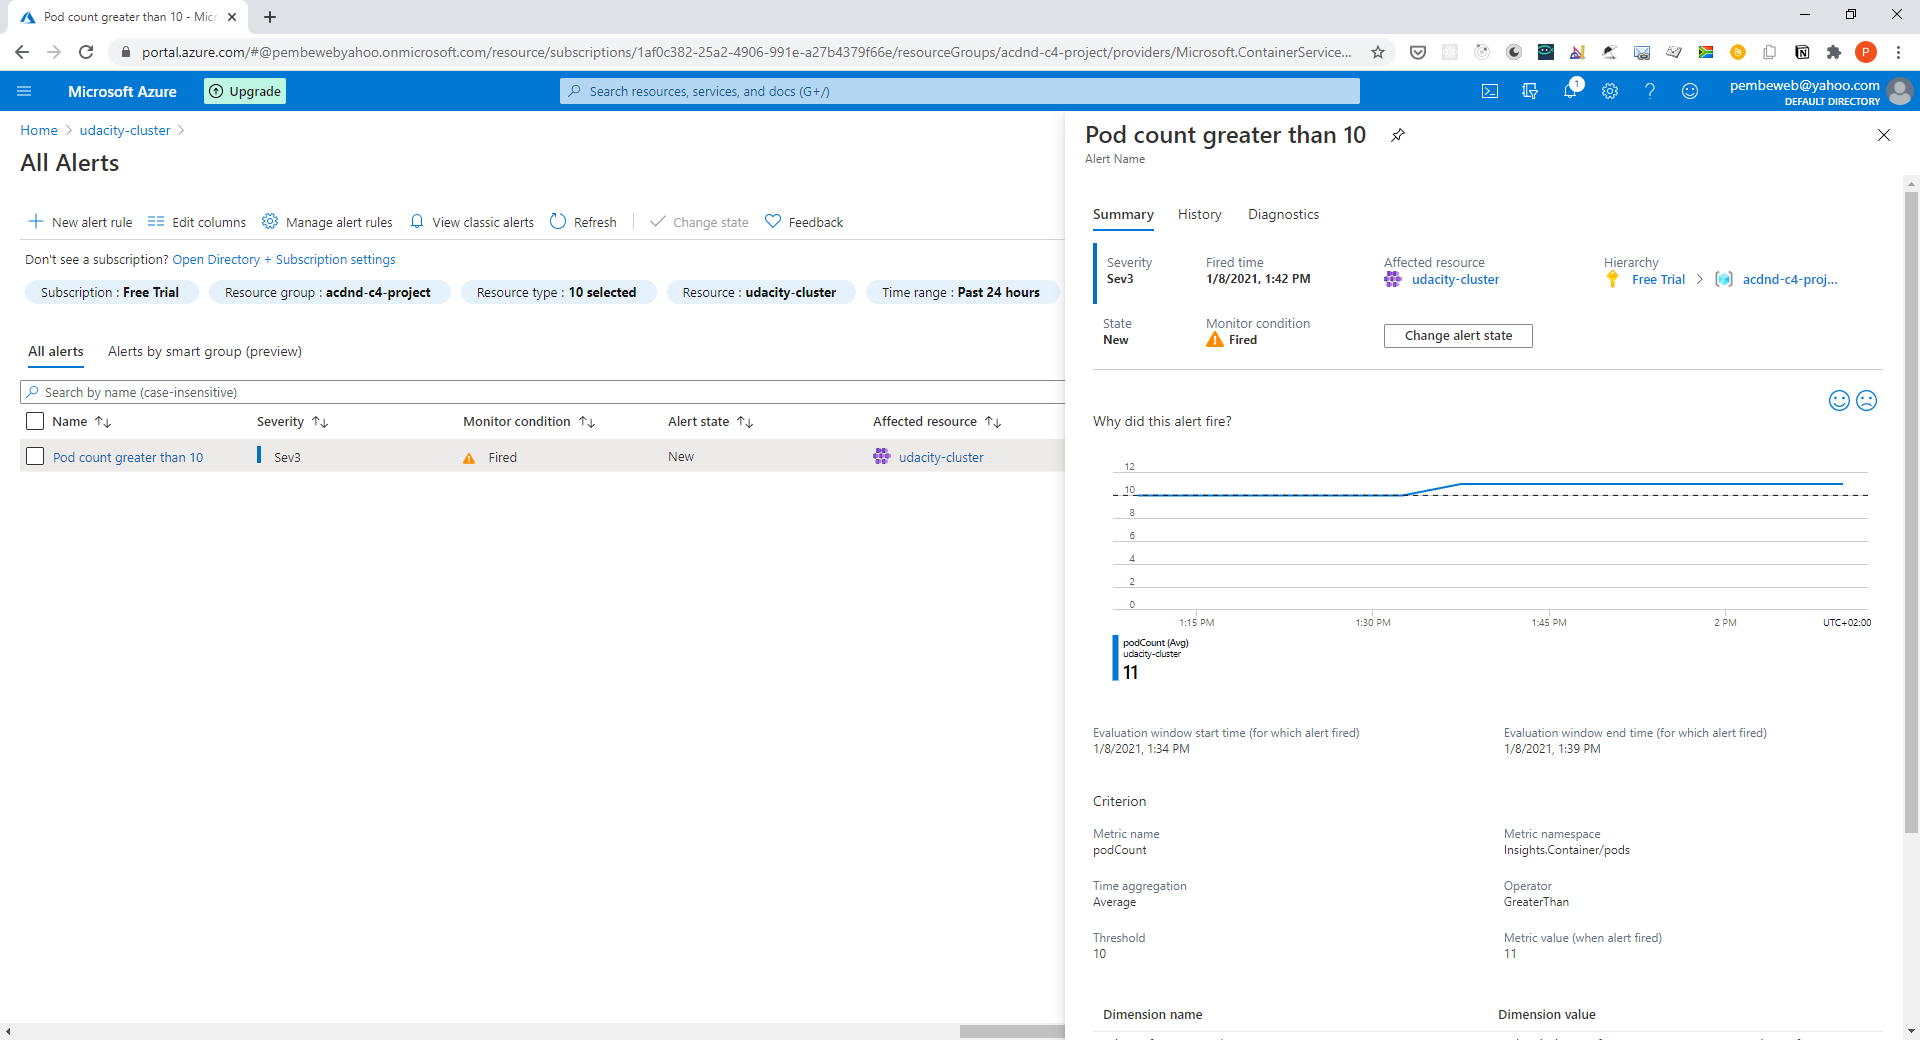 Pod count greater than 10 - Micr
portal.azure.com/#@pembewebyahoo.onmicrosoft.com/resource/subscriptions/1af0c382-25a2-4906-991e-a27b4379f66e/resourceGroups/acdnd-c4-project/providers/Microsoft.ContainerService...
P
Microsoft Azure
Upgrade
Search resources, services, and docs (G+/)
1
pembeweb@yahoo.com
DEFAULT DIRECTORY
Home > udacity-cluster >
All Alerts
New alert rule
Edit columns
Manage alert rules
View classic alerts
Refresh
Change state
Feedback
Don't see a subscription? Open Directory + Subscription settings
Subscription : Free Trial
Resource group : acdnd-c4-project
Resource type : 10 selected
Resource : udacity-cluster
Time range : Past 24 hours
All alerts
Alerts by smart group (preview)
Search by name (case-insensitive)
Name
Severity
Monitor condition
Alert state
Affected resource
Pod count greater than 10
Sev3
Fired
New
udacity-cluster
Pod count greater than 10
Alert Name
Summary
History
Diagnostics
Severity
Sev3
Fired time
1/8/2021, 1:42 PM
Affected resource
udacity-cluster
Hierarchy
Free Trial > acdnd-c4-proj...
State
New
Monitor condition
Fired
Change alert state
Why did this alert fire?
12
10
8
6
4
2
0
1:15 PM
1:30 PM
1:45 PM
2 PM
UTC+02:00
podCount (Avg)
udacity-cluster
11
Evaluation window start time (for which alert fired)
1/8/2021, 1:34 PM
Evaluation window end time (for which alert fired)
1/8/2021, 1:39 PM
Criterion
Metric name
podCount
Metric namespace
Insights.Container/pods
Time aggregation
Average
Operator
GreaterThan
Threshold
10
Metric value (when alert fired)
11
Dimension name
Dimension value